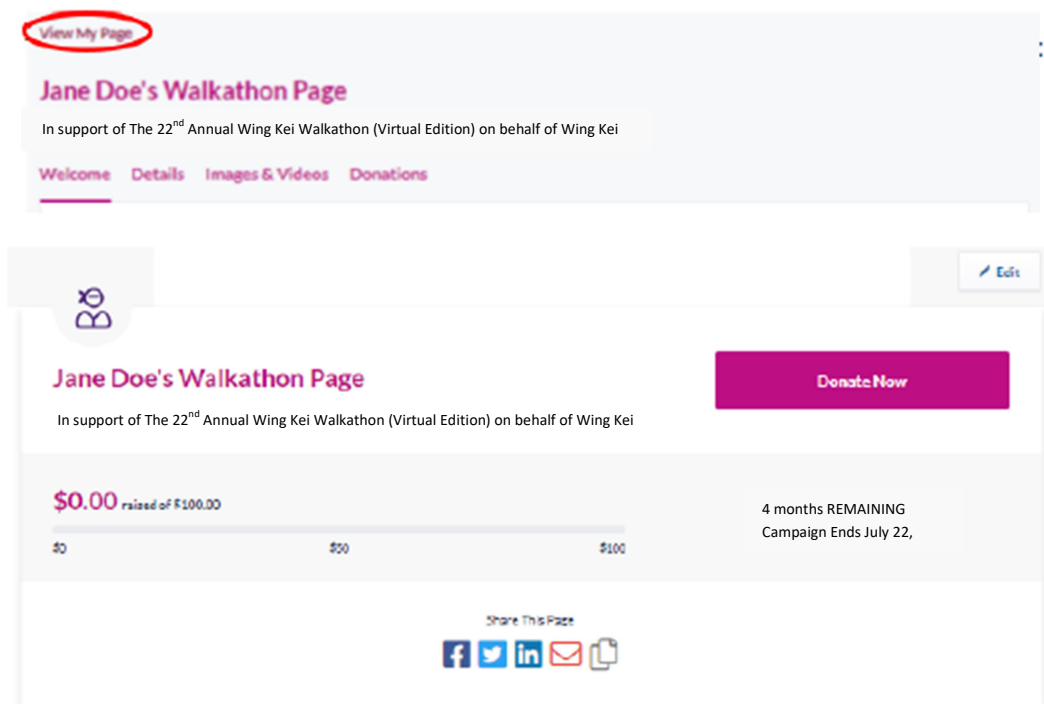 View My Page
Jane Doe's Walkathon Page
In support of The 22nd Annual Wing Kei Walkathon (Virtual Edition) on behalf of Wing Kei
Welcome Details Images & Videos Donations
Edit
Jane Doe's Walkathon Page
Donate Now
In support of The 22nd Annual Wing Kei Walkathon (Virtual Edition) on behalf of Wing Kei
$0.00 raised of $100.00
4 months REMAINING
Campaign Ends July 22,
$0 $50 $100
Share This Page